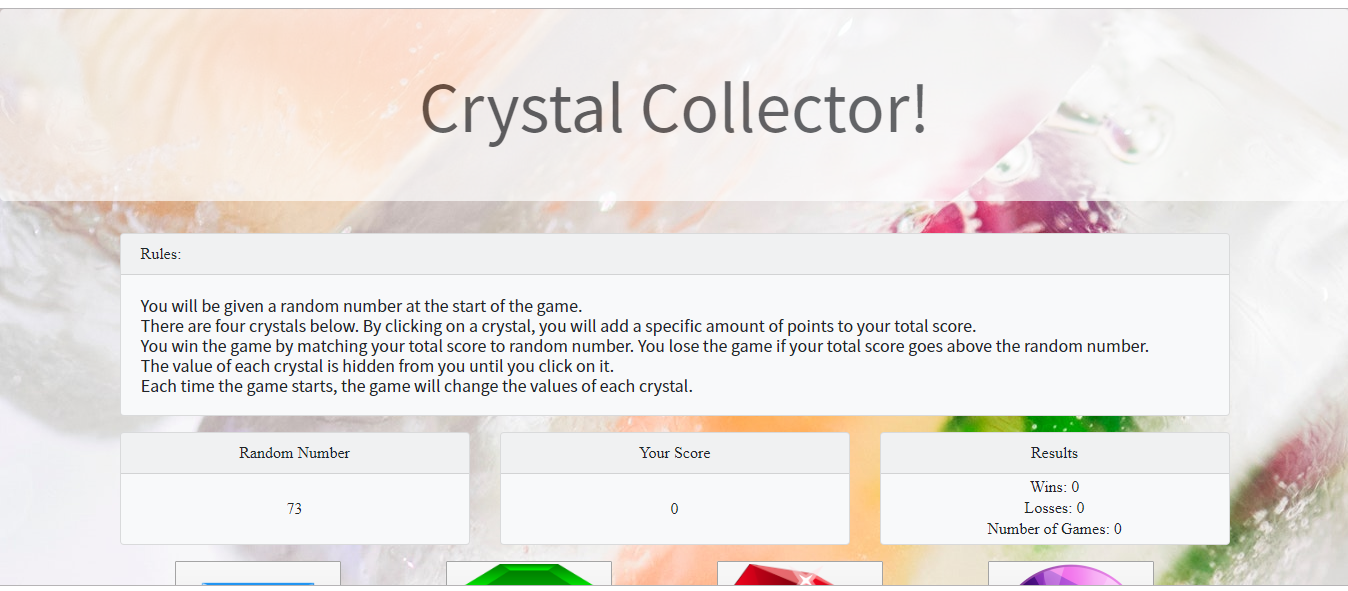 Crystal Collector!
Rules:
You will be given a random number at the start of the game.
There are four crystals below. By clicking on a crystal, you will add a specific amount of points to your total score.
You win the game by matching your total score to random number. You lose the game if your total score goes above the random number.
The value of each crystal is hidden from you until you click on it.
Each time the game starts, the game will change the values of each crystal.
Random Number
73
Your Score
0
Results
Wins: 0
Losses: 0
Number of Games: 0